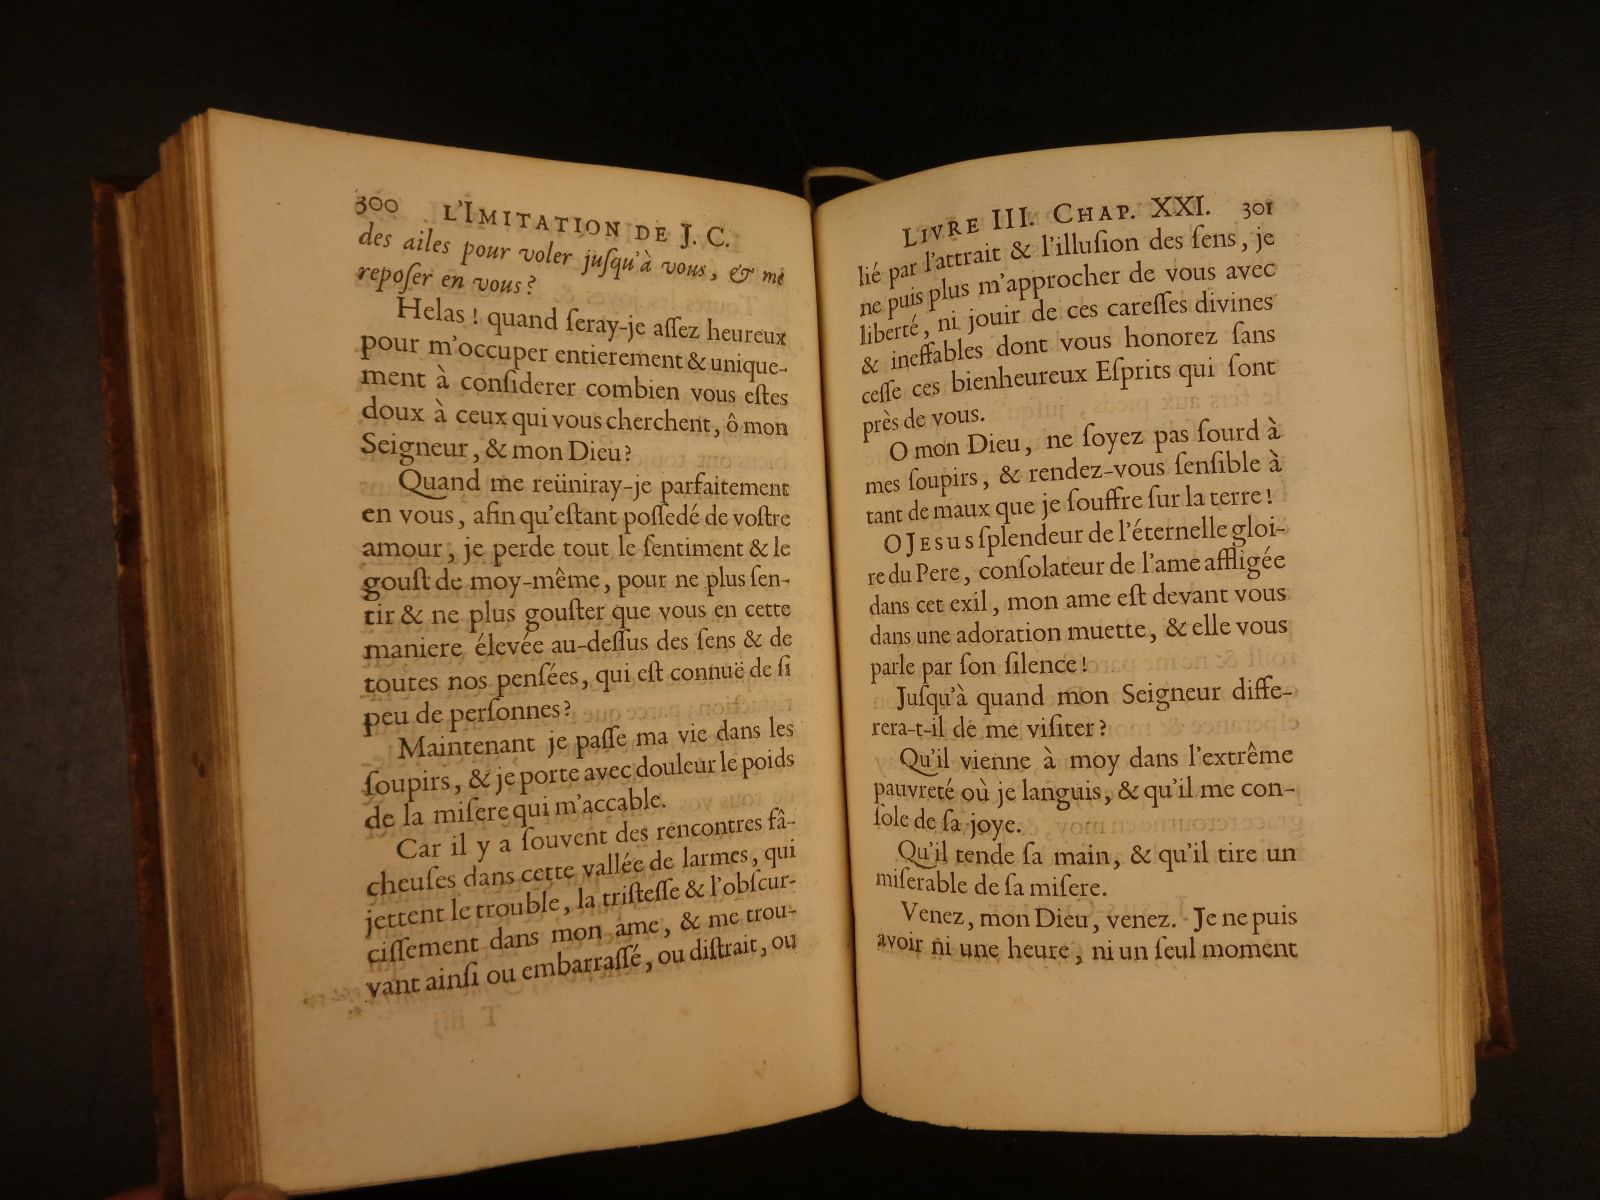 300 L'IMITATION DE J. C.
des ailes pour voler juſqu'à vous, & me
repoſer en vous?
Helas! quand ſeray-je aſſez heureux
pour m'occuper entierement & unique-
ment à conſiderer combien vous eſtes
doux à ceux qui vous cherchent, ô mon
Seigneur, & mon Dieu?
Quand me reüniray-je parfaitement
en vous, afin qu'eſtant poſſedé de voſtre
amour, je perde tout le ſentiment & le
gouſt de moy-même, pour ne plus ſen-
tir & ne plus gouſter que vous en cette
maniere élevée au-deſſus des ſens & de
toutes nos penſées, qui eſt connuë de ſi
peu de perſonnes?
Maintenant je paſſe ma vie dans les
ſoupirs, & je porte avec douleur le poids
de la miſere qui m'accable.
Car il y a ſouvent des rencontres fâ-
cheuſes dans cette vallée de larmes, qui
jettent le trouble, la triſteſſe & l'obſcur-
ciſſement dans mon ame, & me trou-
vant ainſi ou embarraſſé, ou diſtrait, ou
LIVRE III. CHAP. XXI. 301
lié par l'attrait & l'illuſion des ſens, je
ne puis plus m'approcher de vous avec
liberté, ni jouir de ces careſſes divines
& ineffables dont vous honorez ſans
ceſſe ces bienheureux Eſprits qui ſont
près de vous.
O mon Dieu, ne ſoyez pas ſourd à
mes ſoupirs, & rendez-vous ſenſible à
tant de maux que je ſouffre ſur la terre!
O JESUS ſplendeur de l'éternelle gloi-
re du Pere, conſolateur de l'ame affligée
dans cet exil, mon ame eſt devant vous
dans une adoration muette, & elle vous
parle par ſon ſilence!
Juſqu'à quand mon Seigneur diffe-
rera-t-il de me viſiter?
Qu'il vienne à moy dans l'extrême
pauvreté où je languis, & qu'il me con-
ſole de ſa joye.
Qu'il tende ſa main, & qu'il tire un
miſerable de ſa miſere.
Venez, mon Dieu, venez. Je ne puis
avoir ni une heure, ni un ſeul moment